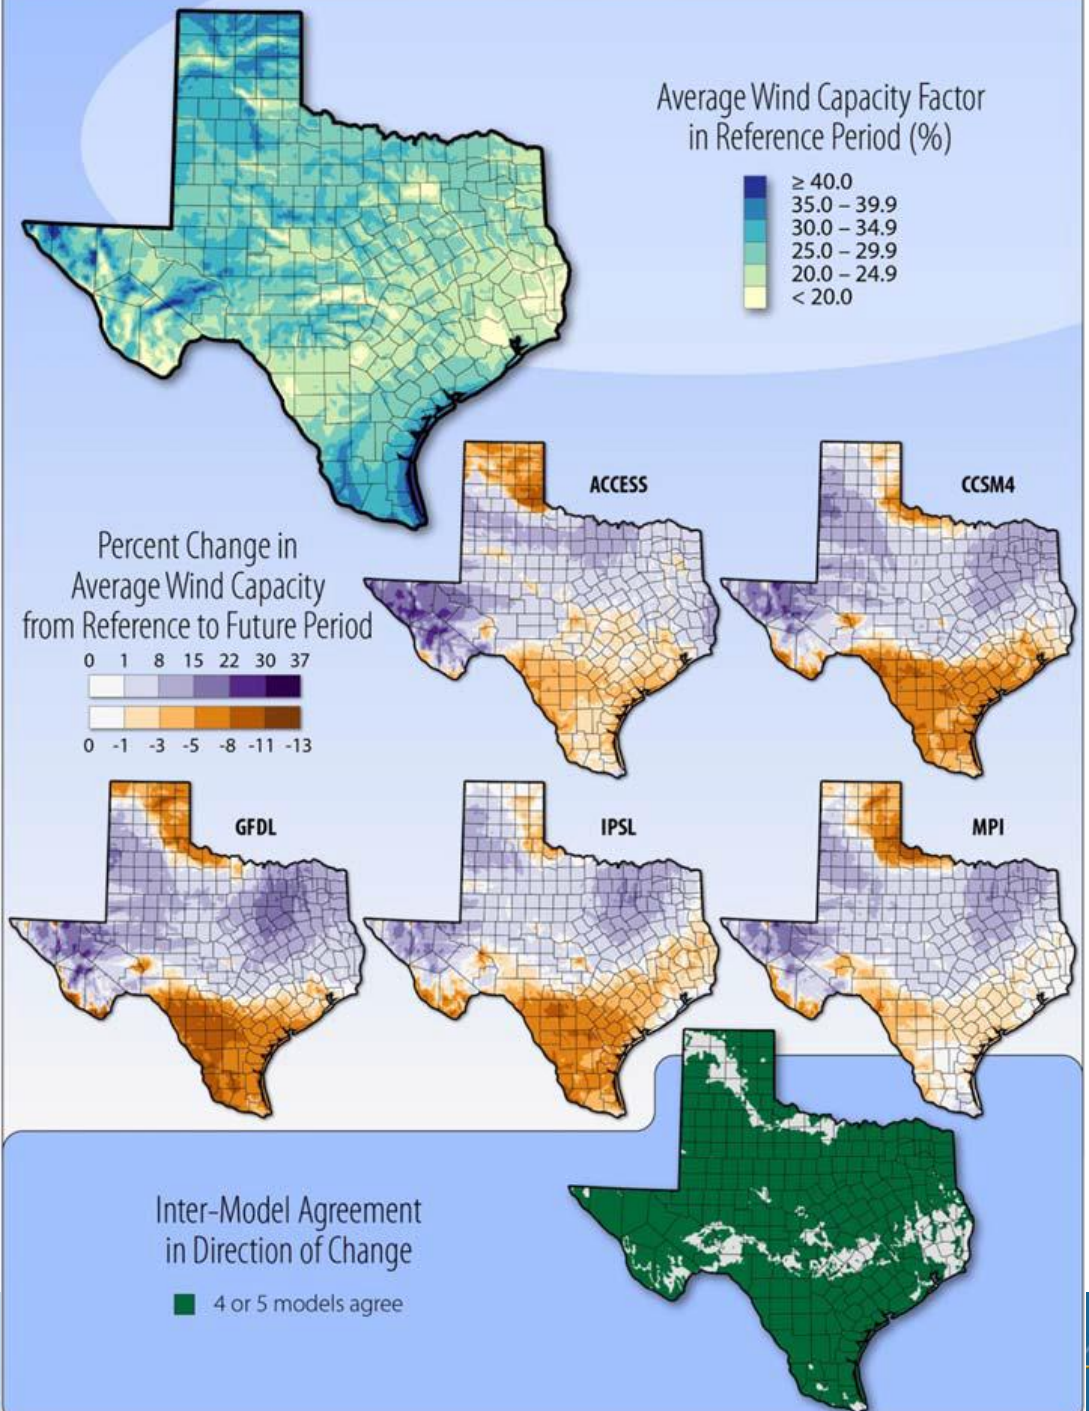 Average Wind Capacity Factor
in Reference Period (%)
≥ 40.0
35.0 – 39.9
30.0 – 34.9
25.0 – 29.9
20.0 – 24.9
< 20.0
ACCESS
CCSM4
Percent Change in
Average Wind Capacity
from Reference to Future Period
0 1 8 15 22 30 37
0 -1 -3 -5 -8 -11 -13
GFDL
IPSL
MPI
Inter-Model Agreement
in Direction of Change
4 or 5 models agree